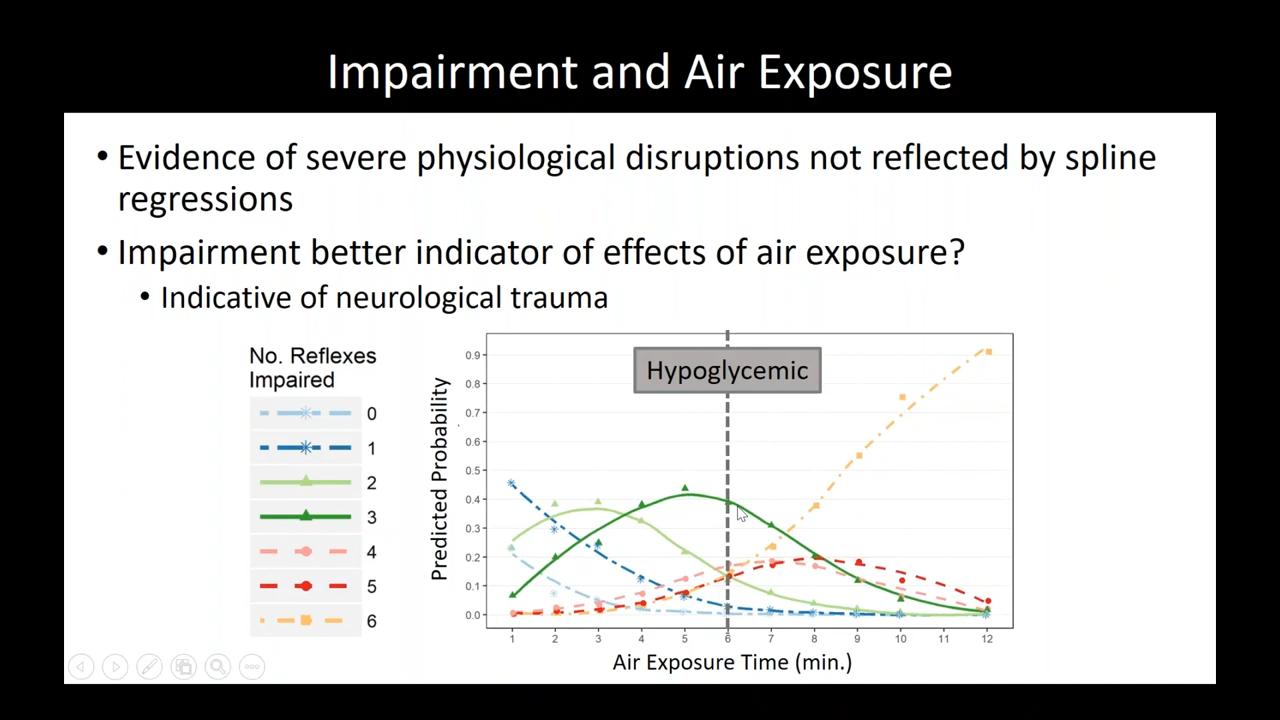 Impairment and Air Exposure
• Evidence of severe physiological disruptions not reflected by spline
regressions
• Impairment better indicator of effects of air exposure?
• Indicative of neurological trauma
No. Reflexes
Impaired
0
1
2
3
4
5
6
Predicted Probability
0.9
0.8
0.7
0.6
0.5
0.4
0.3
0.2
0.1
0.0
Hypoglycemic
1 2 3 4 5 6 7 8 9 10 11 12
Air Exposure Time (min.)